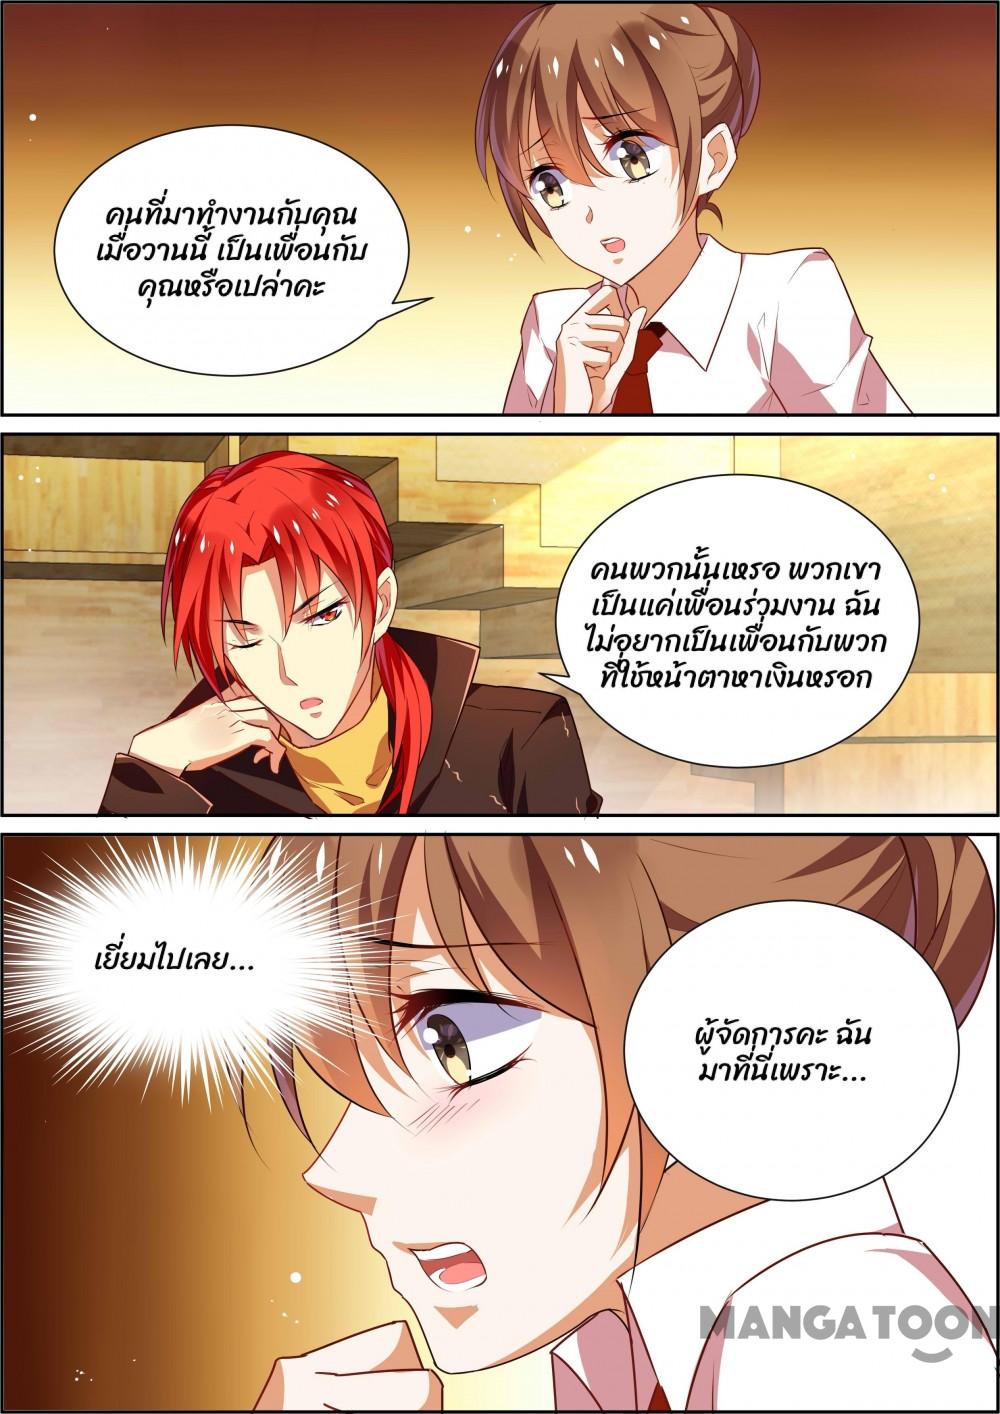 คนที่มาทำงานกับคุณ
เมื่อวานนี้ เป็นเพื่อนกับ
คุณหรือเปล่าคะ
คนพวกนั้นเหรอ พวกเขา
เป็นแค่เพื่อนร่วมงาน ฉัน
ไม่อยากเป็นเพื่อนกับพวก
ที่ใช้หน้าตาหาเงินหรอก
เยี่ยมไปเลย...
ผู้จัดการคะ ฉัน
มาที่นี่เพราะ...
MANGATOON